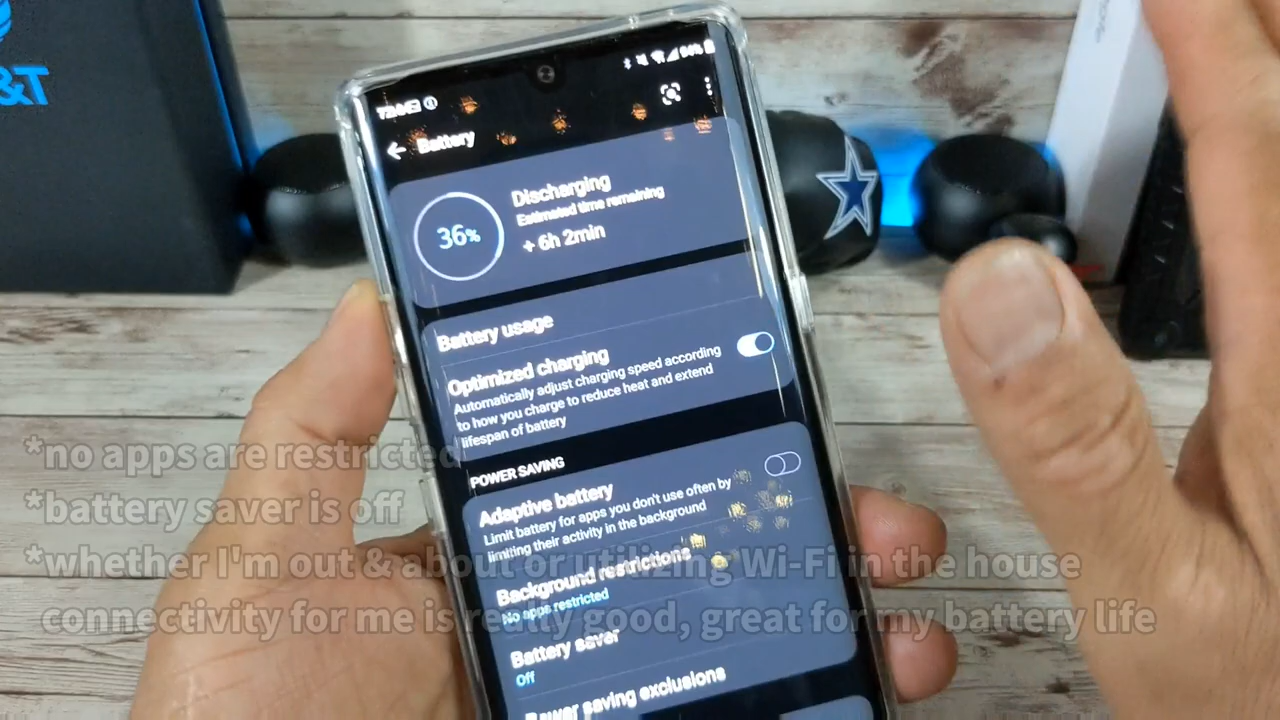 &T
Battery
36%
Discharging
Estimated time remaining
+ 6h 2min
Battery usage
Optimized charging
Automatically adjust charging speed according
to how you charge to reduce heat and extend
lifespan of battery
POWER SAVING
Adaptive battery
Limit battery for apps you don't use often by
limiting their activity in the background
Background restrictions
No apps restricted
Battery saver
Off
Power saving exclusions
*no apps are restricted
*battery saver is off
*whether I'm out & about or utilizing Wi-Fi in the house
connectivity for me is really good, great for my battery life